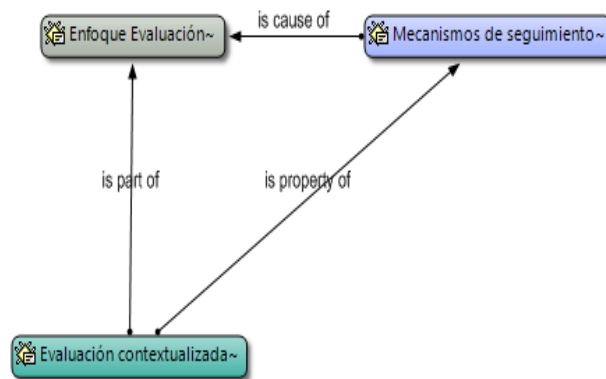 is cause of
Enfoque Evaluación~
Mecanismos de seguimiento~
is part of
is property of
Evaluación contextualizada~